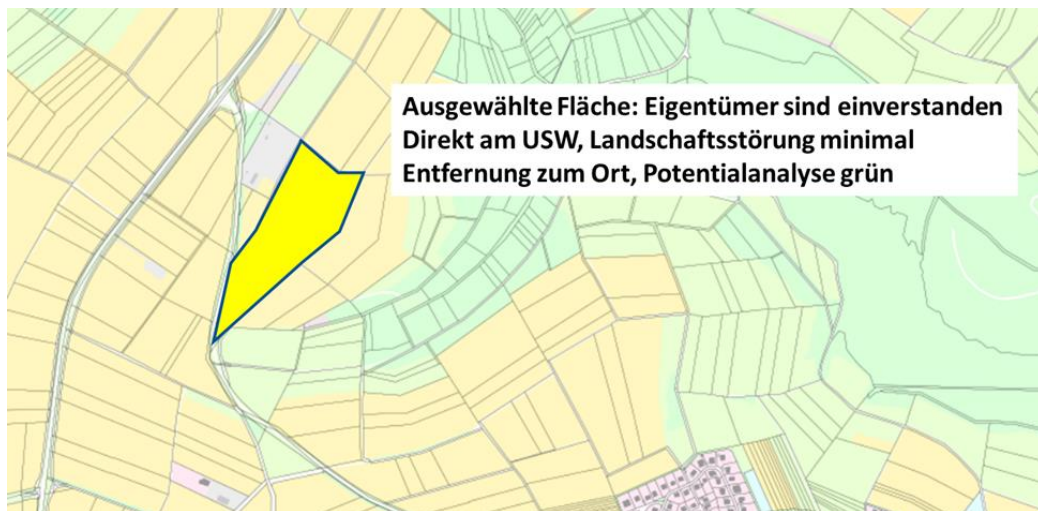 Ausgewählte Fläche: Eigentümer sind einverstanden
Direkt am USW, Landschaftsstörung minimal
Entfernung zum Ort, Potentialanalyse grün